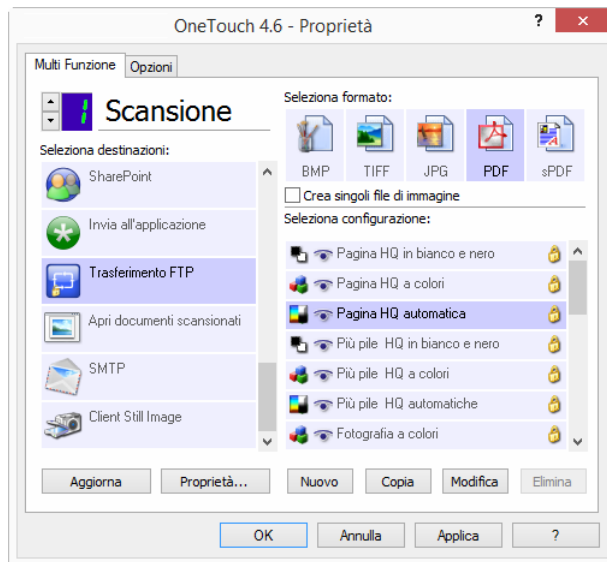 OneTouch 4.6 - Proprietà
?
×
Multi Funzione
Opzioni
1
Scansione
Seleziona destinazioni:
SharePoint
Invia all'applicazione
Trasferimento FTP
Apri documenti scansionati
SMTP
Client Still Image
Aggiorna
Proprietà...
Seleziona formato:
BMP
TIFF
JPG
PDF
sPDF
Crea singoli file di immagine
Seleziona configurazione:
Pagina HQ in bianco e nero
Pagina HQ a colori
Pagina HQ automatica
Più pile HQ in bianco e nero
Più pile HQ a colori
Più pile HQ automatiche
Fotografia a colori
Nuovo
Copia
Modifica
Elimina
OK
Annulla
Applica
?